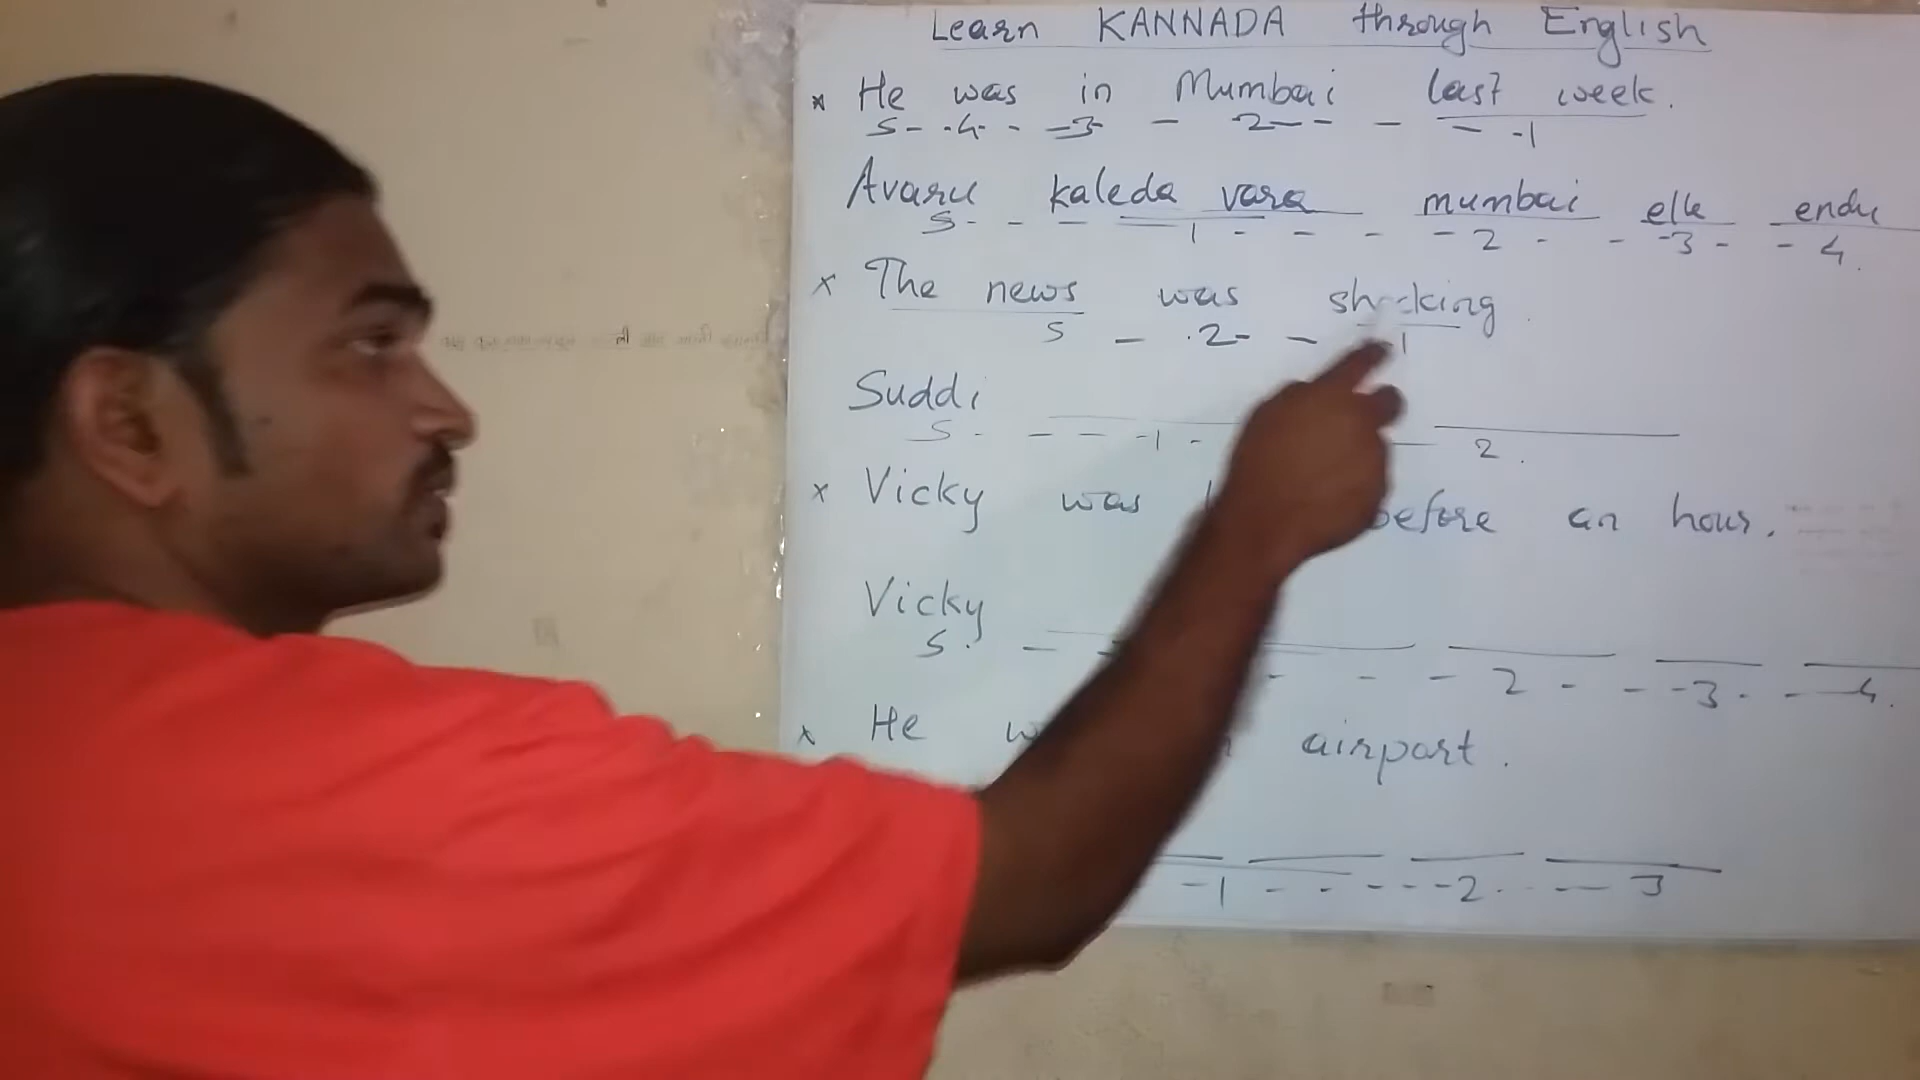 Learn KANNADA through English
* He was in Mumbai last week.
S - -4- - -3- - 2 - - - - -1
Avaru kaleda vara mumbai elle endu
S - - - 1 - - - - 2 - - -3 - - 4.
x The news was shocking.
S - .2- - -1
Suddi
S - - - -1 - 2.
x Vicky was before an hour.
Vicky
S. - - - - 2 - - -3 - - 4.
x He airport.
-1 - - - - -2 - - 3